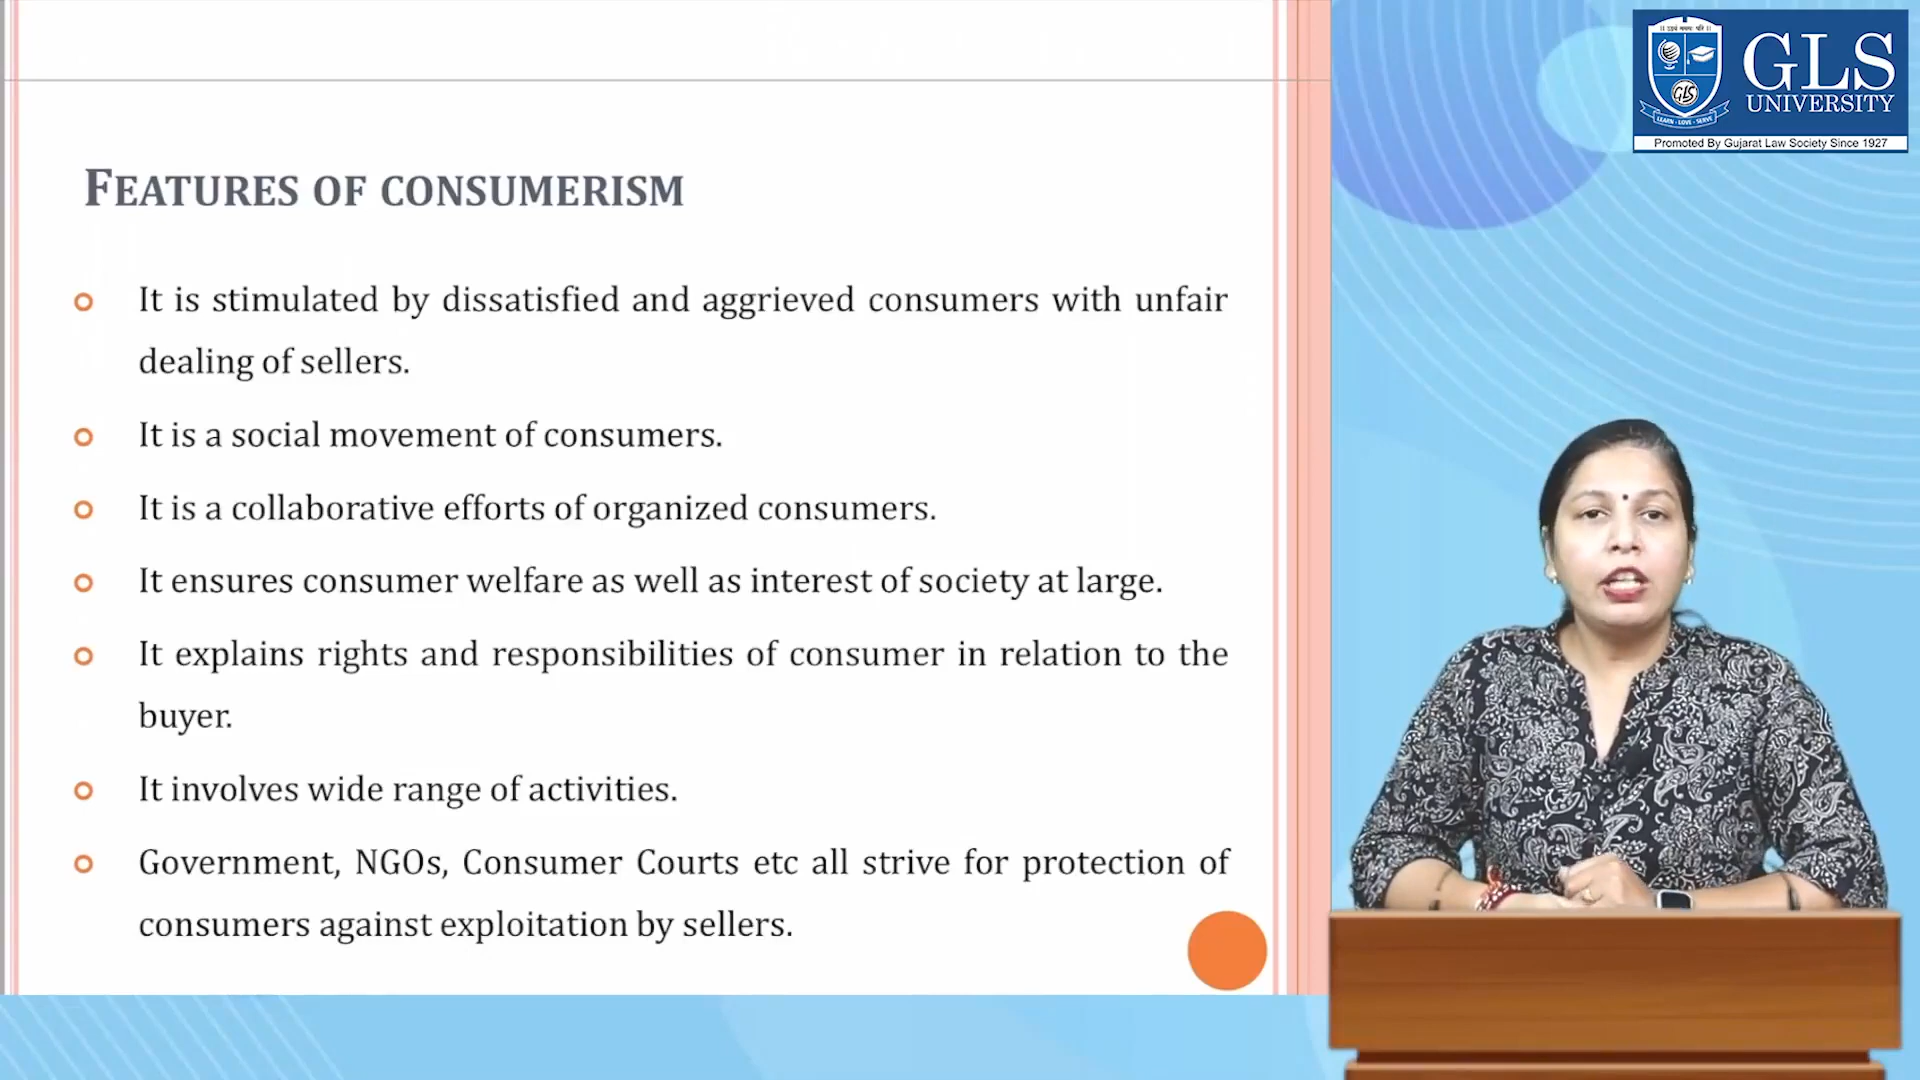 FEATURES OF CONSUMERISM
It is stimulated by dissatisfied and aggrieved consumers with unfair
dealing of sellers.
It is a social movement of consumers.
It is a collaborative efforts of organized consumers.
It ensures consumer welfare as well as interest of society at large.
It explains rights and responsibilities of consumer in relation to the
buyer.
It involves wide range of activities.
Government, NGOs, Consumer Courts etc all strive for protection of
consumers against exploitation by sellers.
GLS
UNIVERSITY
GLS
LEARN - LOVE - SERVE
Promoted By Gujarat Law Society Since 1927